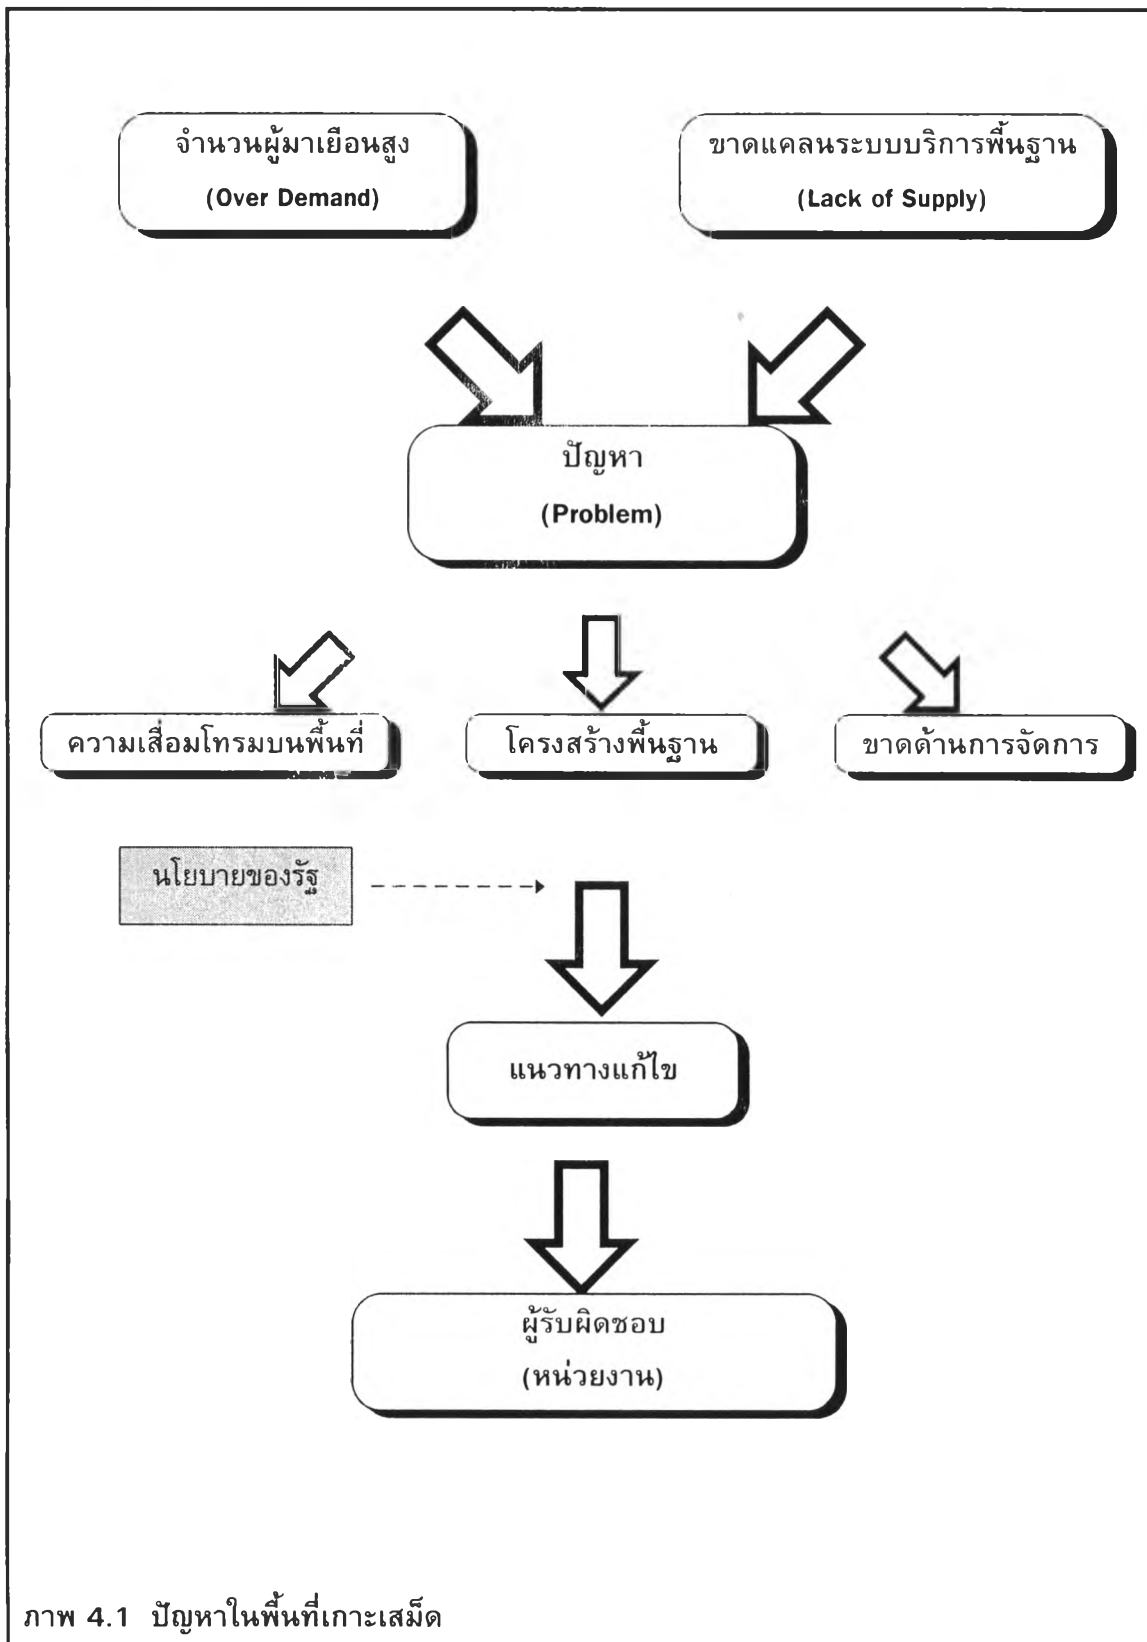 จำนวนผู้มาเยือนสูง
(Over Demand)
ขาดแคลนระบบบริการพื้นฐาน
(Lack of Supply)
ปัญหา
(Problem)
ความเสื่อมโทรมบนพื้นที่
โครงสร้างพื้นฐาน
ขาดด้านการจัดการ
นโยบายของรัฐ
แนวทางแก้ไข
ผู้รับผิดชอบ
(หน่วยงาน)
ภาพ 4.1 ปัญหาในพื้นที่เกาะเสม็ด